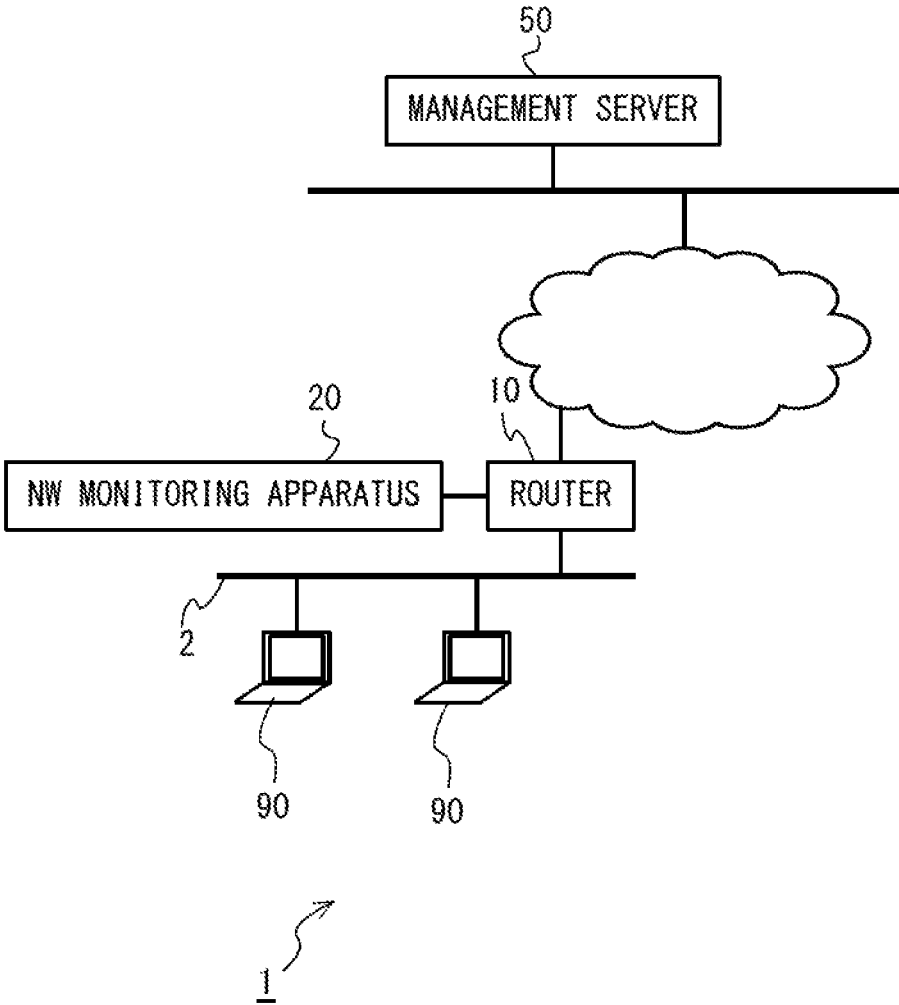 50
MANAGEMENT SERVER
20
10
NW MONITORING APPARATUS
ROUTER
2
90
90
1